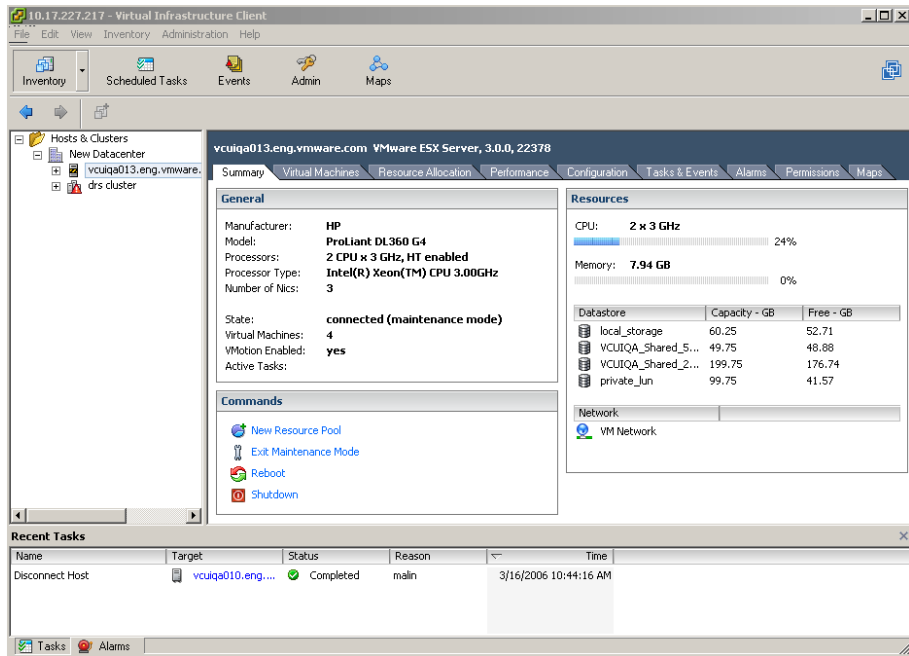 10.17.227.217 - Virtual Infrastructure Client
File Edit View Inventory Administration Help
Inventory Scheduled Tasks Events Admin Maps
Hosts & Clusters
New Datacenter
vcuiqa013.eng.vmware.
drs cluster
vcuiqa013.eng.vmware.com VMware ESX Server, 3.0.0, 22378
Summary Virtual Machines Resource Allocation Performance Configuration Tasks & Events Alarms Permissions Maps
General
Manufacturer: HP
Model: ProLiant DL360 G4
Processors: 2 CPU x 3 GHz, HT enabled
Processor Type: Intel(R) Xeon(TM) CPU 3.00GHz
Number of Nics: 3
State: connected (maintenance mode)
Virtual Machines: 4
VMotion Enabled: yes
Active Tasks:
Commands
New Resource Pool
Exit Maintenance Mode
Reboot
Shutdown
Resources
CPU: 2 x 3 GHz
24%
Memory: 7.94 GB
0%
Datastore Capacity - GB Free - GB
local_storage 60.25 52.71
VCUIQA_Shared_5... 49.75 48.88
VCUIQA_Shared_2... 199.75 176.74
private_lun 99.75 41.57
Network
VM Network
Recent Tasks
Name Target Status Reason Time
Disconnect Host vcuiqa010.eng.... Completed malin 3/16/2006 10:44:16 AM
Tasks Alarms